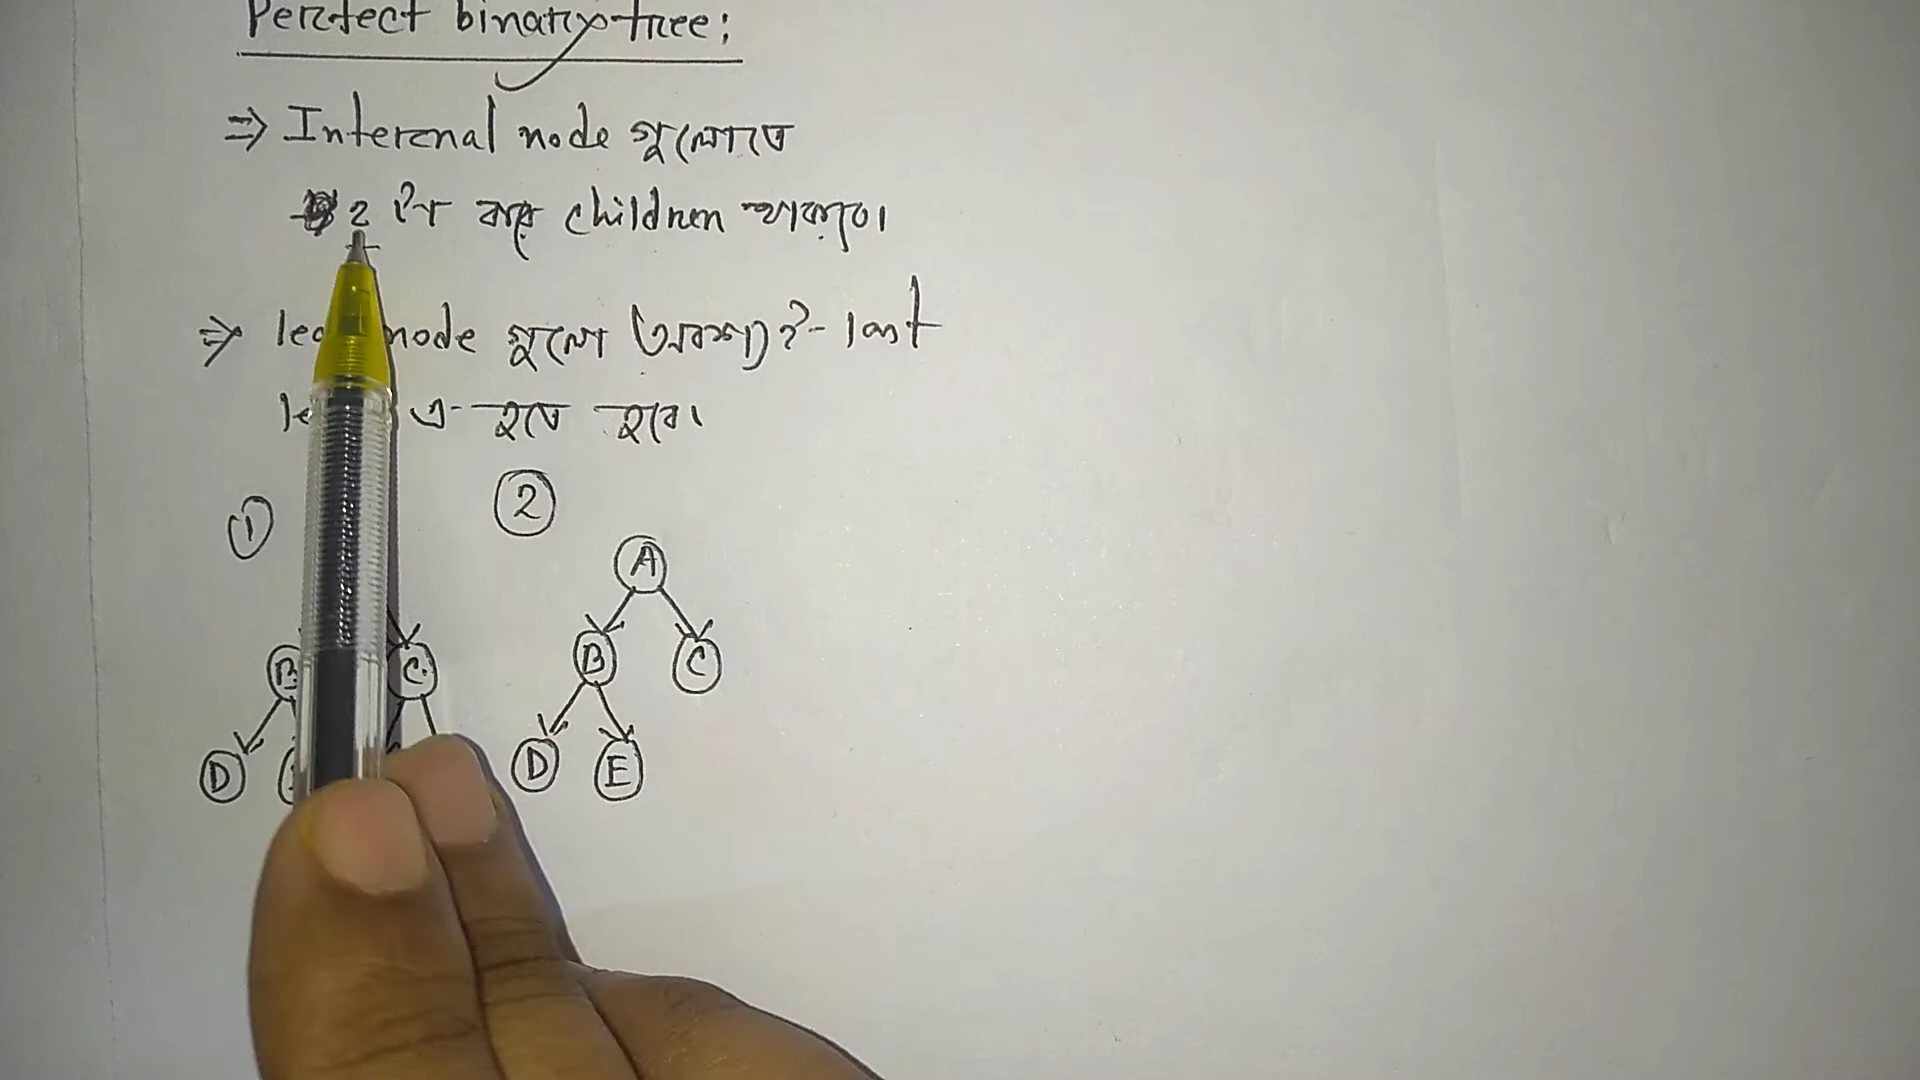 Perfect binary tree:
⇒ Internal node গুলোতে
2 টি করে children থাকবে।
⇒ node গুলো অবশ্যই last
এ হতে হবে।
1 2
A
B C B C
D D E